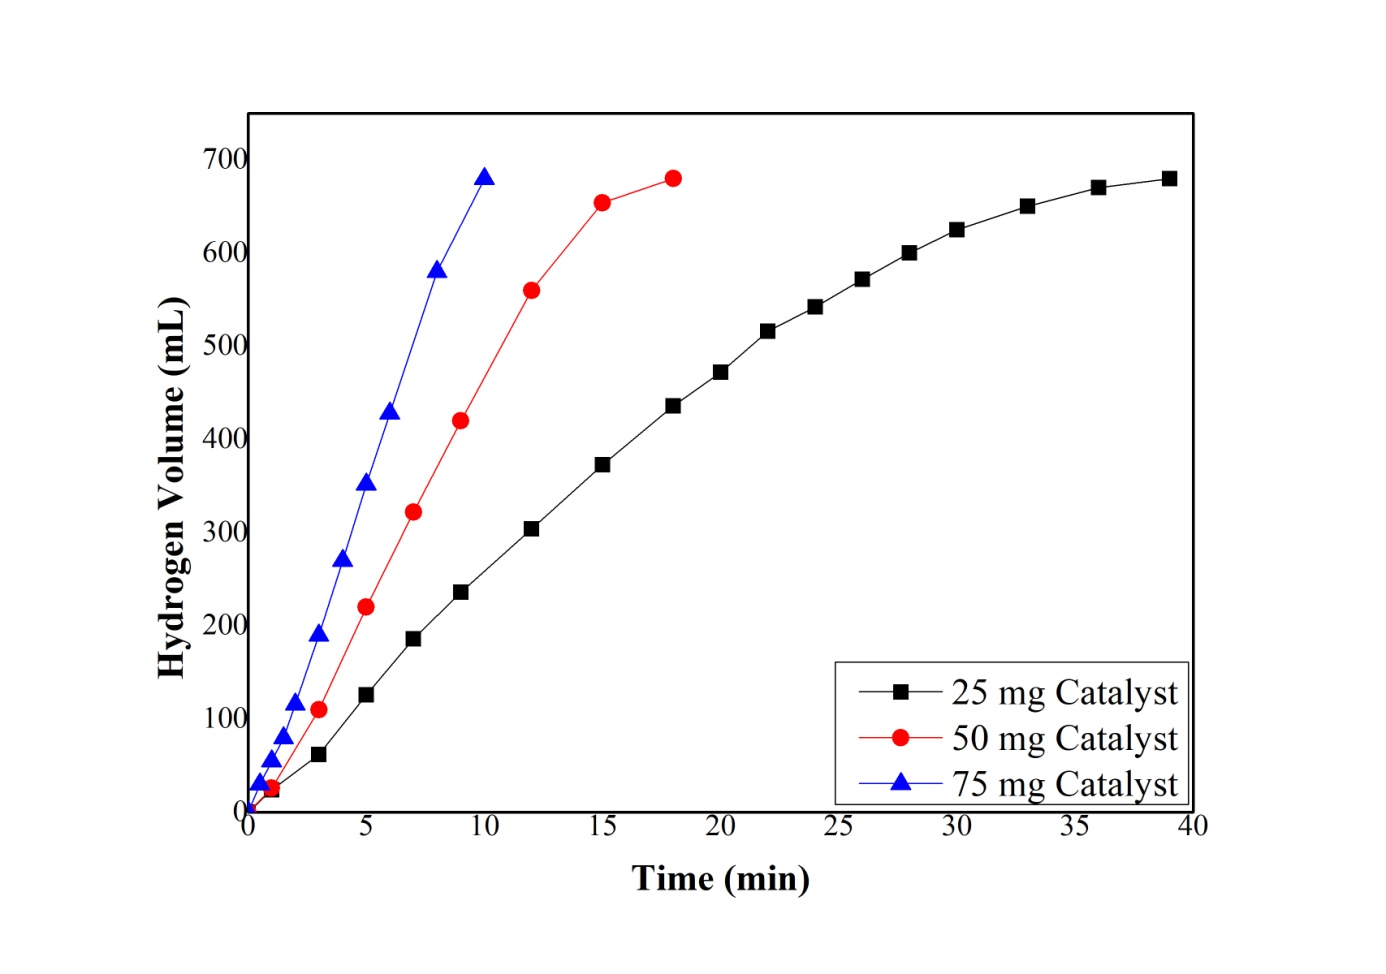 700
600
500
400
300
200
100
0
Hydrogen Volume (mL)
25 mg Catalyst
50 mg Catalyst
75 mg Catalyst
0 5 10 15 20 25 30 35 40
Time (min)